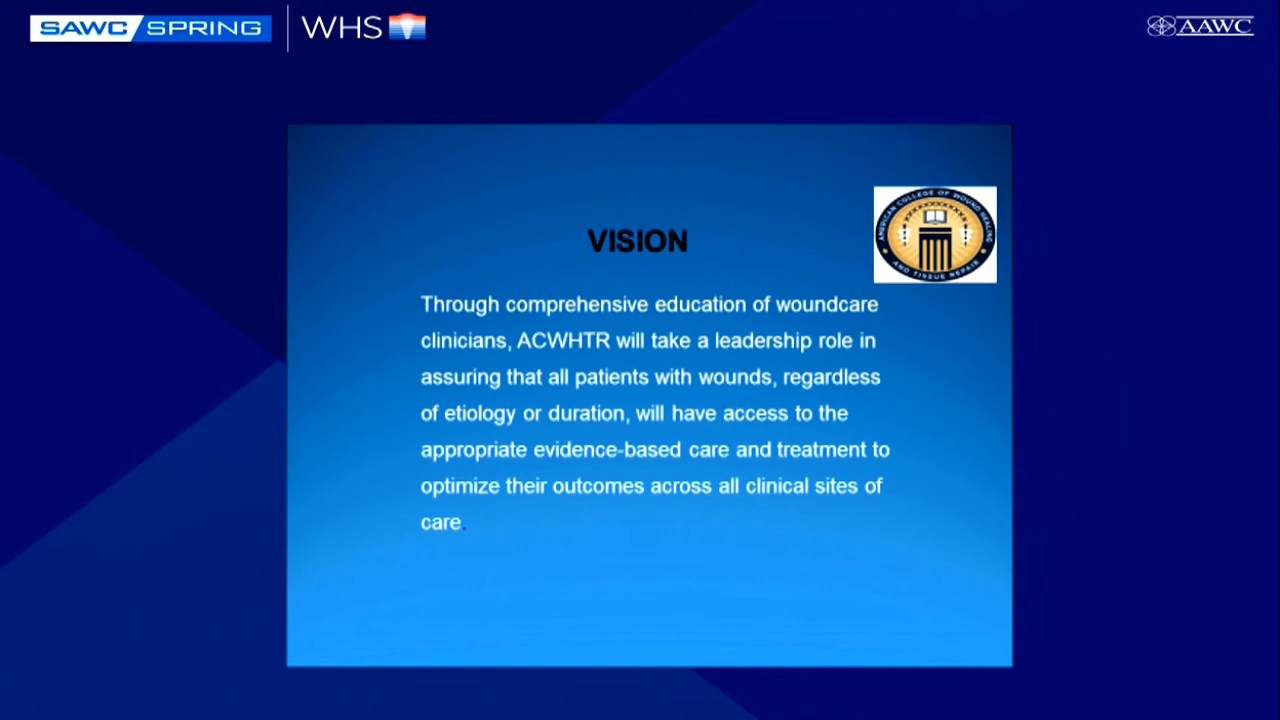 SAWC SPRING
WHS
AAWC
AMERICAN COLLEGE OF WOUND HEALING
AND TISSUE REPAIR
VISION
Through comprehensive education of woundcare
clinicians, ACWHTR will take a leadership role in
assuring that all patients with wounds, regardless
of etiology or duration, will have access to the
appropriate evidence-based care and treatment to
optimize their outcomes across all clinical sites of
care.